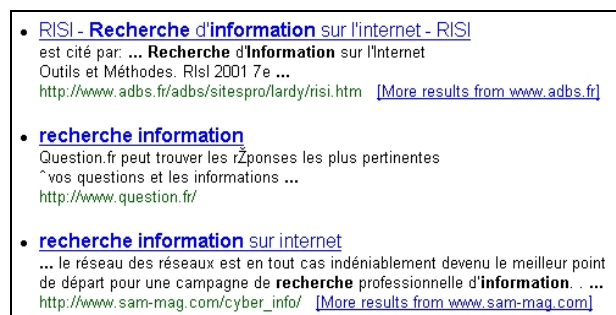 RISI - Recherche d'information sur l'internet - RISI
est cité par: ... Recherche d'Information sur l'Internet
Outils et Méthodes. RIsI 2001 7e ...
http://www.adbs.fr/adbs/sitespro/lardy/risi.htm [More results from www.adbs.fr]
recherche information
Question.fr peut trouver les rŽponses les plus pertinentes
ˆvos questions et les informations ...
http://www.question.fr/
recherche information sur internet
... le réseau des réseaux est en tout cas indéniablement devenu le meilleur point
de départ pour une campagne de recherche professionnelle d'information. . ...
http://www.sam-mag.com/cyber_info/ [More results from www.sam-mag.com]